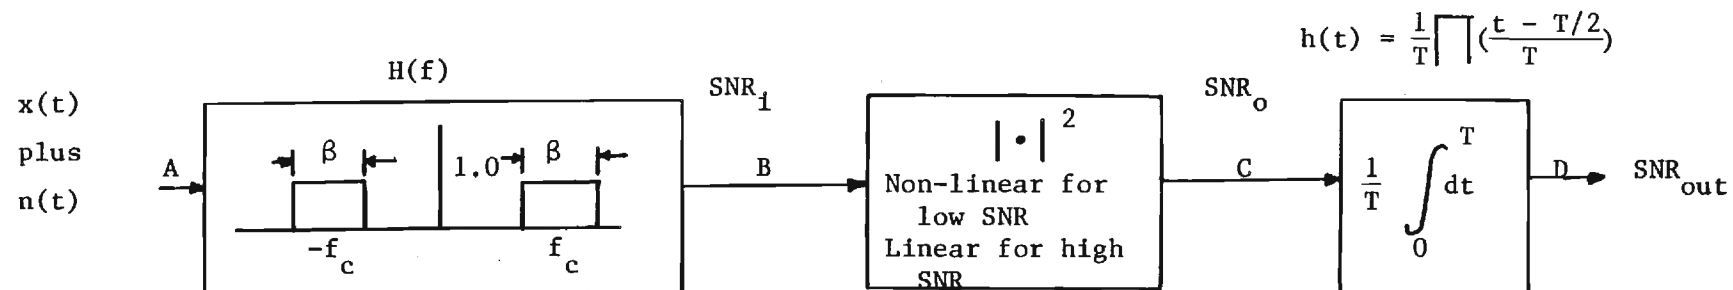 h(t) = 1/T ∏((t - T/2)/T)
H(f)
x(t)
plus
n(t)
A
β
1.0
β
-f_c
f_c
SNR_i
B
|•|²
Non-linear for
low SNR
Linear for high
SNR
SNR_o
C
1/T ∫_0^T dt
D
SNR_out